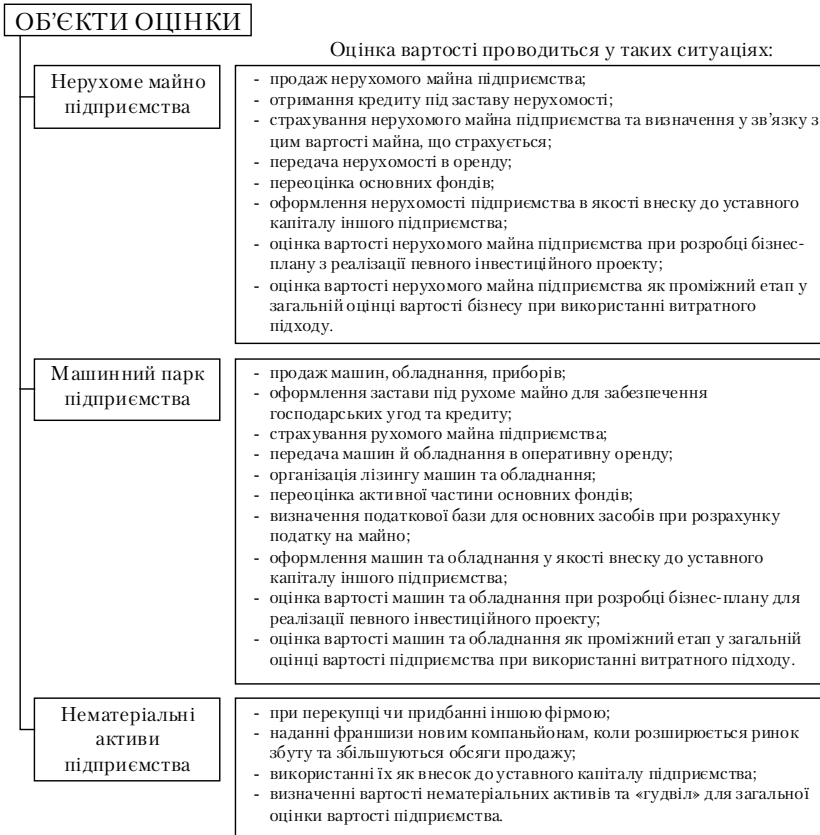 ОБ’ЄКТИ ОЦІНКИ
Оцінка вартості проводиться у таких ситуаціях:
Нерухоме майно
підприємства
- продаж нерухомого майна підприємства;
- отримання кредиту під заставу нерухомості;
- страхування нерухомого майна підприємства та визначення у зв’язку з
цим вартості майна, що страхується;
- передача нерухомості в оренду;
- переоцінка основних фондів;
- оформлення нерухомості підприємства в якості внеску до уставного
капіталу іншого підприємства;
- оцінка вартості нерухомого майна підприємства при розробці бізнес-
плану з реалізації певного інвестиційного проекту;
- оцінка вартості нерухомого майна підприємства як проміжний етап у
загальній оцінці вартості бізнесу при використанні витратного
підходу.
Машинний парк
підприємства
- продаж машин, обладнання, приборів;
- оформлення застави під рухоме майно для забезпечення
господарських угод та кредиту;
- страхування рухомого майна підприємства;
- передача машин й обладнання в оперативну оренду;
- організація лізингу машин та обладнання;
- переоцінка активної частини основних фондів;
- визначення податкової бази для основних засобів при розрахунку
податку на майно;
- оформлення машин та обладнання у якості внеску до уставного
капіталу іншого підприємства;
- оцінка вартості машин та обладнання при розробці бізнес-плану для
реалізації певного інвестиційного проекту;
- оцінка вартості машин та обладнання як проміжний етап у загальній
оцінці вартості підприємства при використанні витратного підходу.
Нематеріальні
активи
підприємства
- при перекупці чи придбанні іншою фірмою;
- наданні франшизи новим компаньйонам, коли розширюється ринок
збуту та збільшуються обсяги продажу;
- використанні їх як внесок до уставного капіталу підприємства;
- визначенні вартості нематеріальних активів та «гудвіл» для загальної
оцінки вартості підприємства.